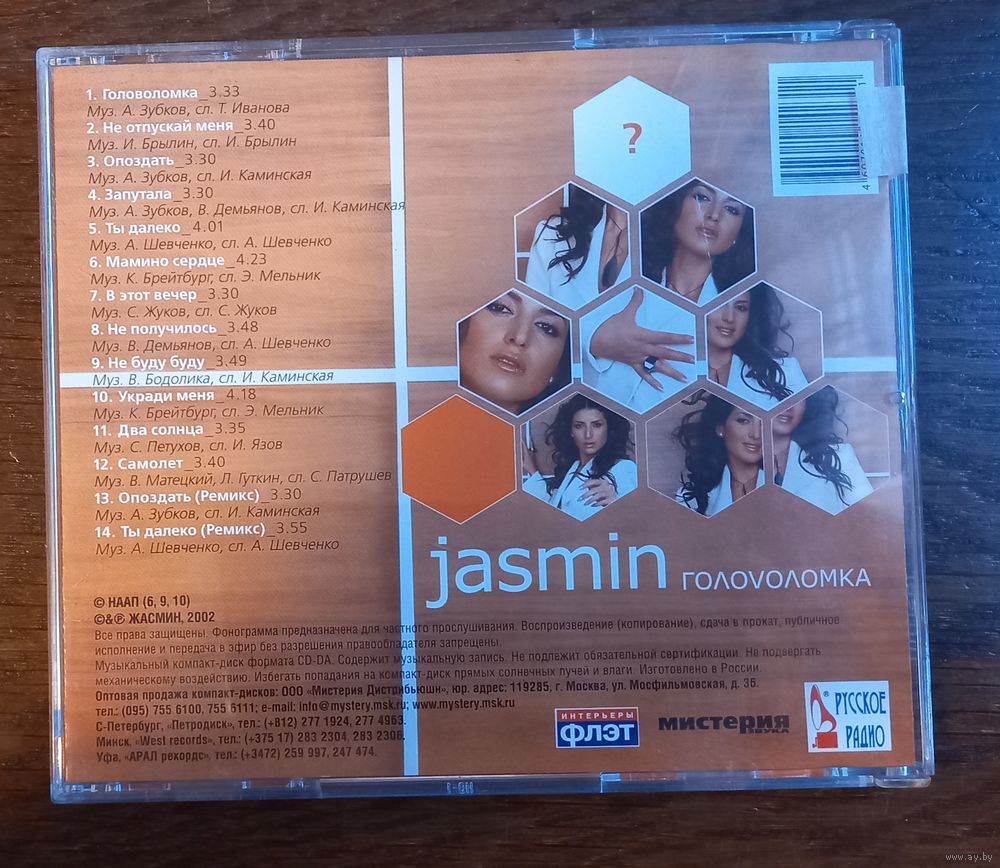 1. Головоломка_3.33
Муз. А. Зубков, сл. Т. Иванова
2. Не отпускай меня_3.40
Муз. И. Брылин, сл. И. Брылин
3. Опоздать_3.30
Муз. А. Зубков, сл. И. Каминская
4. Запутала_3.30
Муз. А. Зубков, В. Демьянов, сл. И. Каминская
5. Ты далеко_4.01
Муз. А. Шевченко, сл. А. Шевченко
6. Мамино сердце_4.23
Муз. К. Брейтбург, сл. Э. Мельник
7. В этот вечер_3.30
Муз. С. Жуков, сл. С. Жуков
8. Не получилось_3.48
Муз. В. Демьянов, сл. А. Шевченко
9. Не буду буду_3.49
Муз. В. Бодолика, сл. И. Каминская
10. Укради меня_4.18
Муз. К. Брейтбург, сл. Э. Мельник
11. Два солнца_3.35
Муз. С. Петухов, сл. И. Язов
12. Самолет_3.40
Муз. В. Матецкий, Л. Гуткин, сл. С. Патрушев
13. Опоздать (Ремикс)_3.30
Муз. А. Зубков, сл. И. Каминская
14. Ты далеко (Ремикс)_3.55
Муз. А. Шевченко, сл. А. Шевченко
?
jasmin головоломка
© НААП (6, 9, 10)
©&℗ ЖАСМИН, 2002
Все права защищены. Фонограмма предназначена для частного прослушивания. Воспроизведение (копирование), сдача в прокат, публичное
исполнение и передача в эфир без разрешения правообладателя запрещены.
Музыкальный компакт-диск формата CD-DA. Содержит музыкальную запись. Не подлежит обязательной сертификации. Не подвергать
механическому воздействию. Избегать попадания на компакт-диск прямых солнечных лучей и влаги. Изготовлено в России.
Оптовая продажа компакт-дисков: ООО «Мистерия Дистрибьюшн», юр. адрес: 119285, г. Москва, ул. Мосфильмовская, д. 36.
тел.: (095) 755 6100, 755 6111; e-mail: info@mystery.msk.ru; www.mystery.msk.ru
С-Петербург, «Петродиск», тел.: (+812) 277 1924, 277 4963.
Минск, «West records», тел.: (+375 17) 283 2304, 283 2306.
Уфа, «АРАЛ рекордс», тел.: (+3472) 259 997, 247 474.
ИНТЕРЬЕРЫ
ФЛЭТ
МИСТЕРИЯ
ЗВУКА
РУССКОЕ
РАДИО
www.ay.by